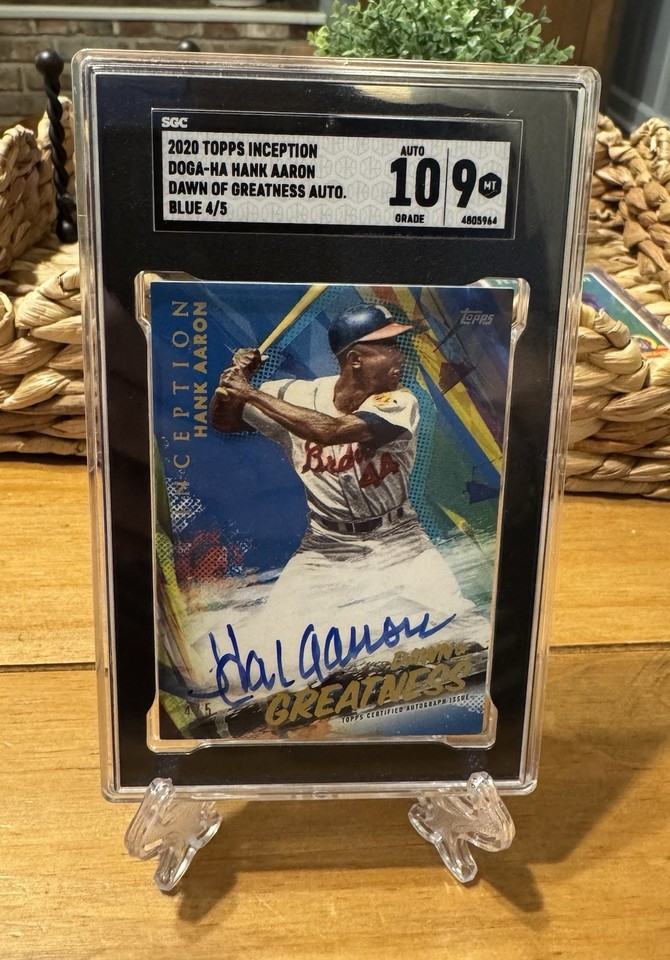 SGC
2020 TOPPS INCEPTION
DOGA-HA HANK AARON
DAWN OF GREATNESS AUTO.
BLUE 4/5
AUTO
10
GRADE
9
MT
4805964
INCEPTION
HANK AARON
topps
Braves
44
Hank Aaron
DAWN OF
GREATNESS
TOPPS CERTIFIED AUTOGRAPH ISSUE
4/5